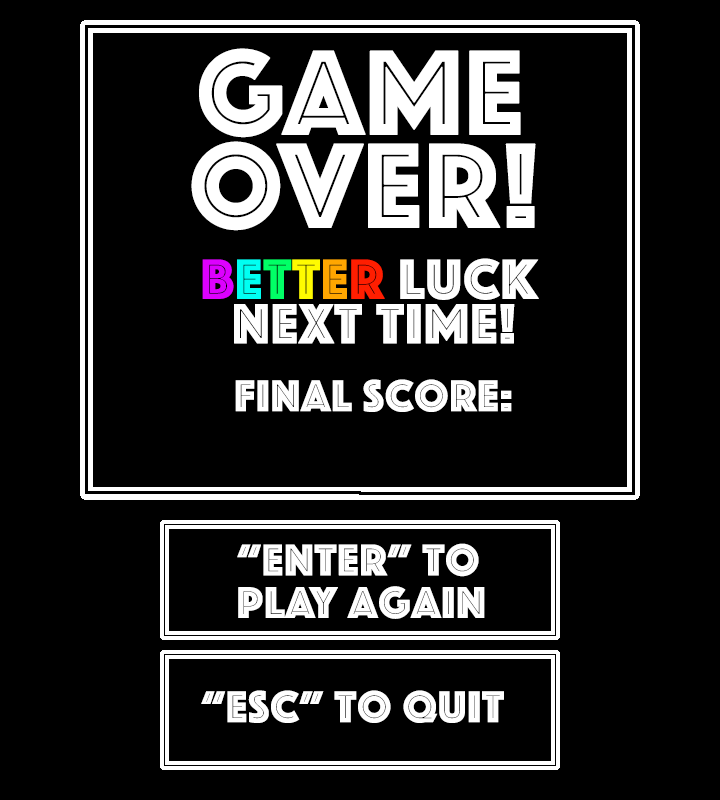 GAME
OVER!
BETTER LUCK
NEXT TIME!
FINAL SCORE:
"ENTER" TO
PLAY AGAIN
"ESC" TO QUIT